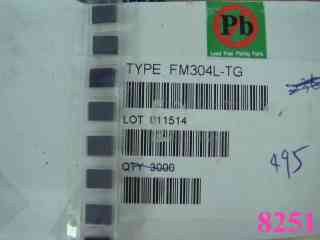 Pb
Lead Free Plating Parts
TYPE FM304L-TG
LOT 011514
QTY 3000
495
8251